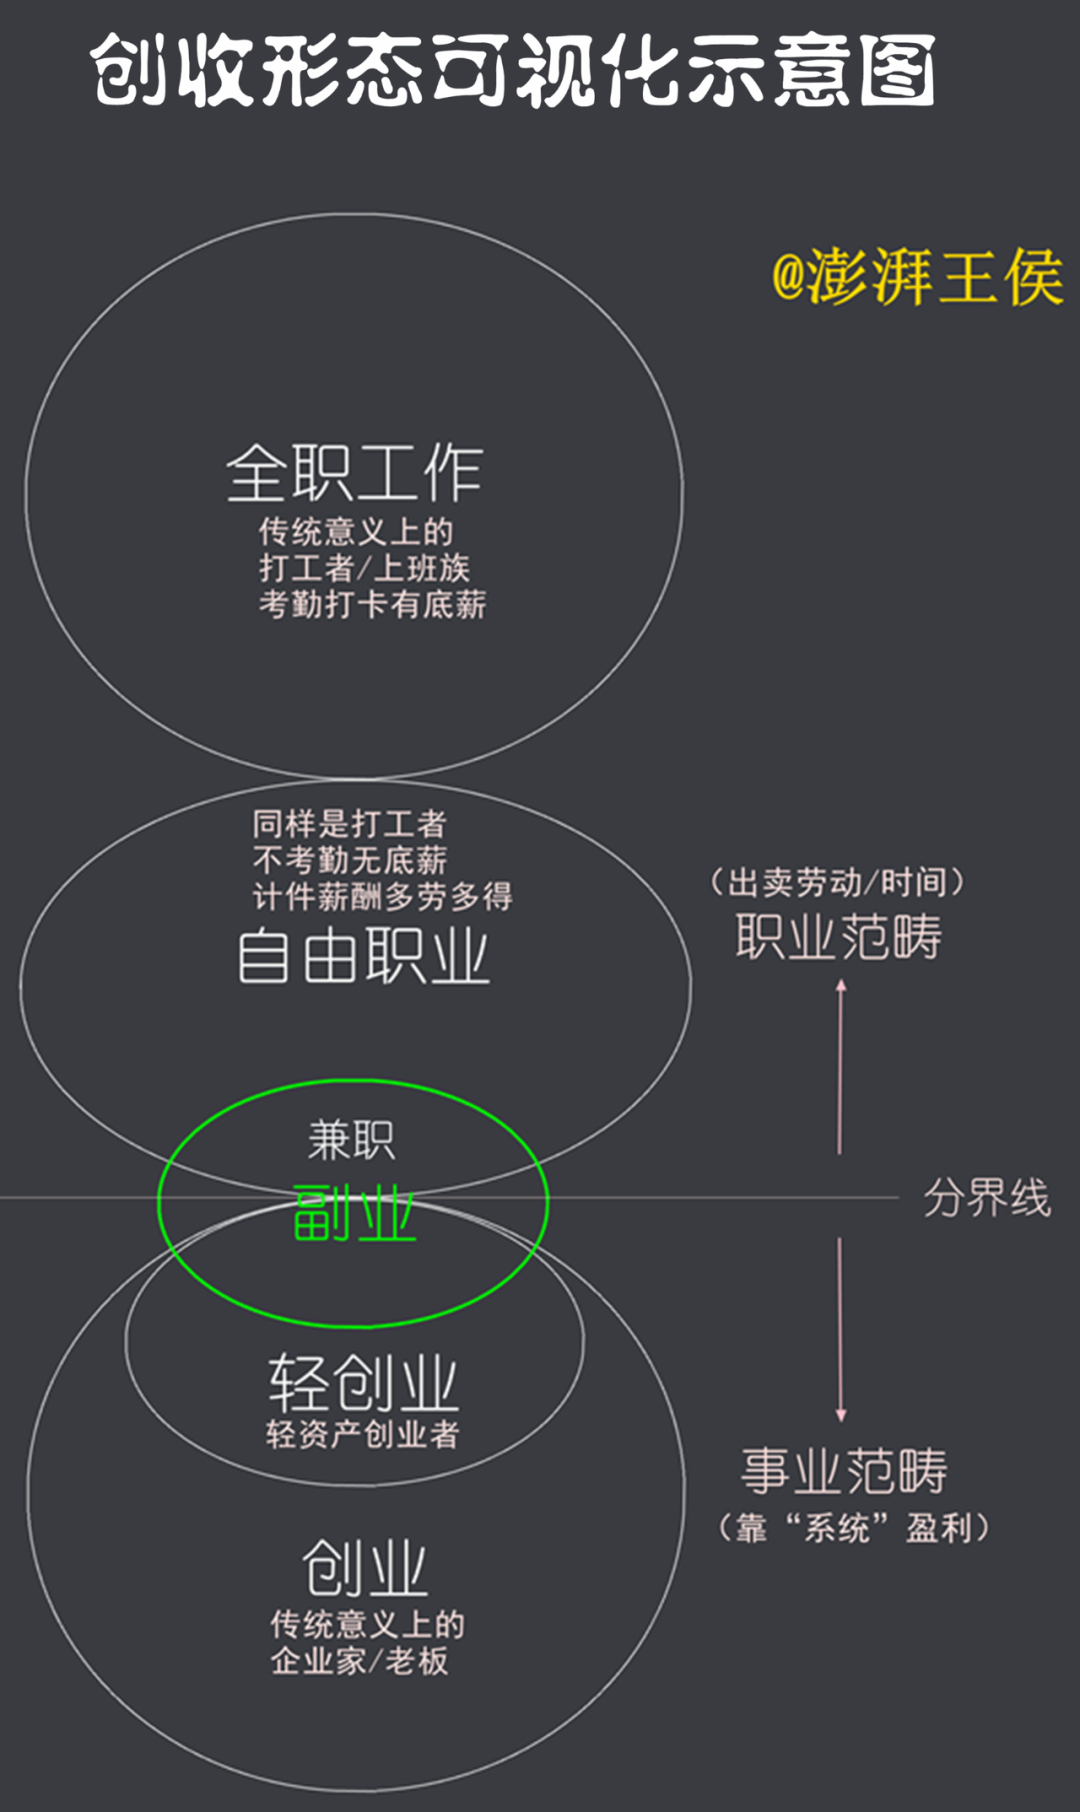 创收形态可视化示意图
@澎湃王侯
全职工作
传统意义上的
打工者/上班族
考勤打卡有底薪
同样是打工者
不考勤无底薪
计件薪酬多劳多得
自由职业
（出卖劳动/时间）
职业范畴
兼职
副业
分界线
轻创业
轻资产创业者
事业范畴
（靠“系统”盈利）
创业
传统意义上的
企业家/老板